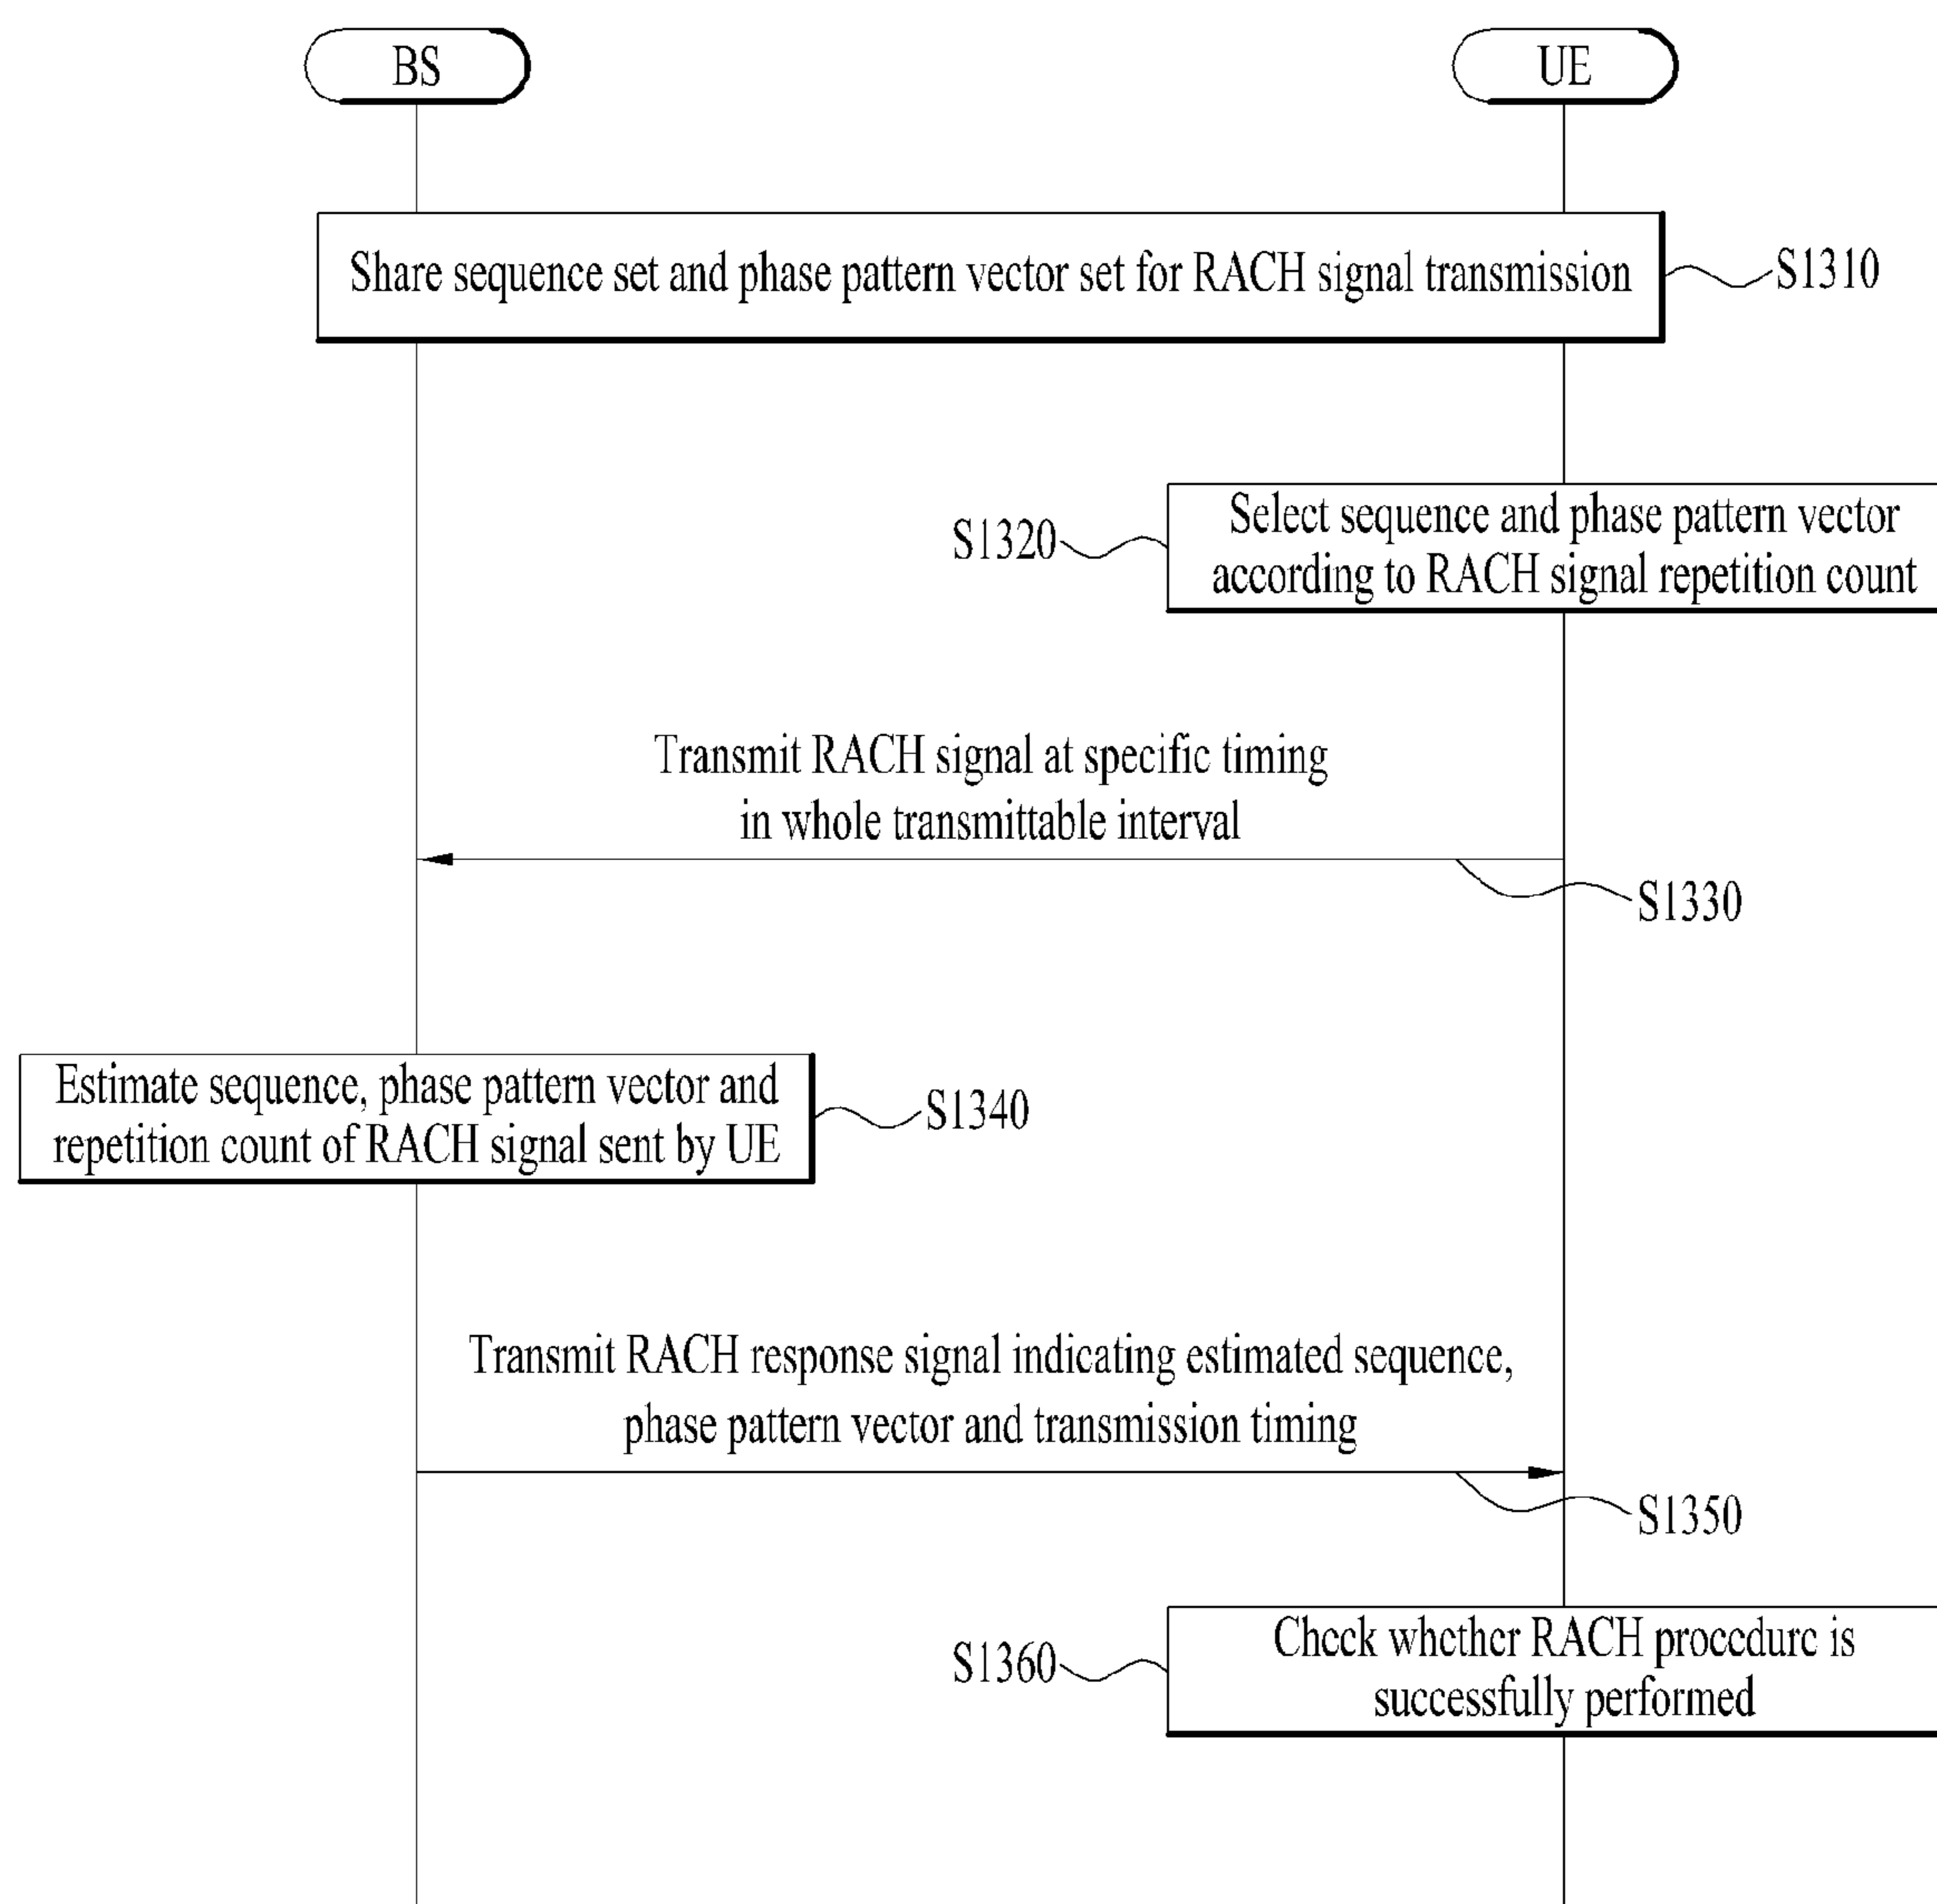 BS
UE
Share sequence set and phase pattern vector set for RACH signal transmission
S1310
Select sequence and phase pattern vector
according to RACH signal repetition count
S1320
Transmit RACH signal at specific timing
in whole transmittable interval
S1330
Estimate sequence, phase pattern vector and
repetition count of RACH signal sent by UE
S1340
Transmit RACH response signal indicating estimated sequence,
phase pattern vector and transmission timing
S1350
Check whether RACH procedure is
successfully performed
S1360